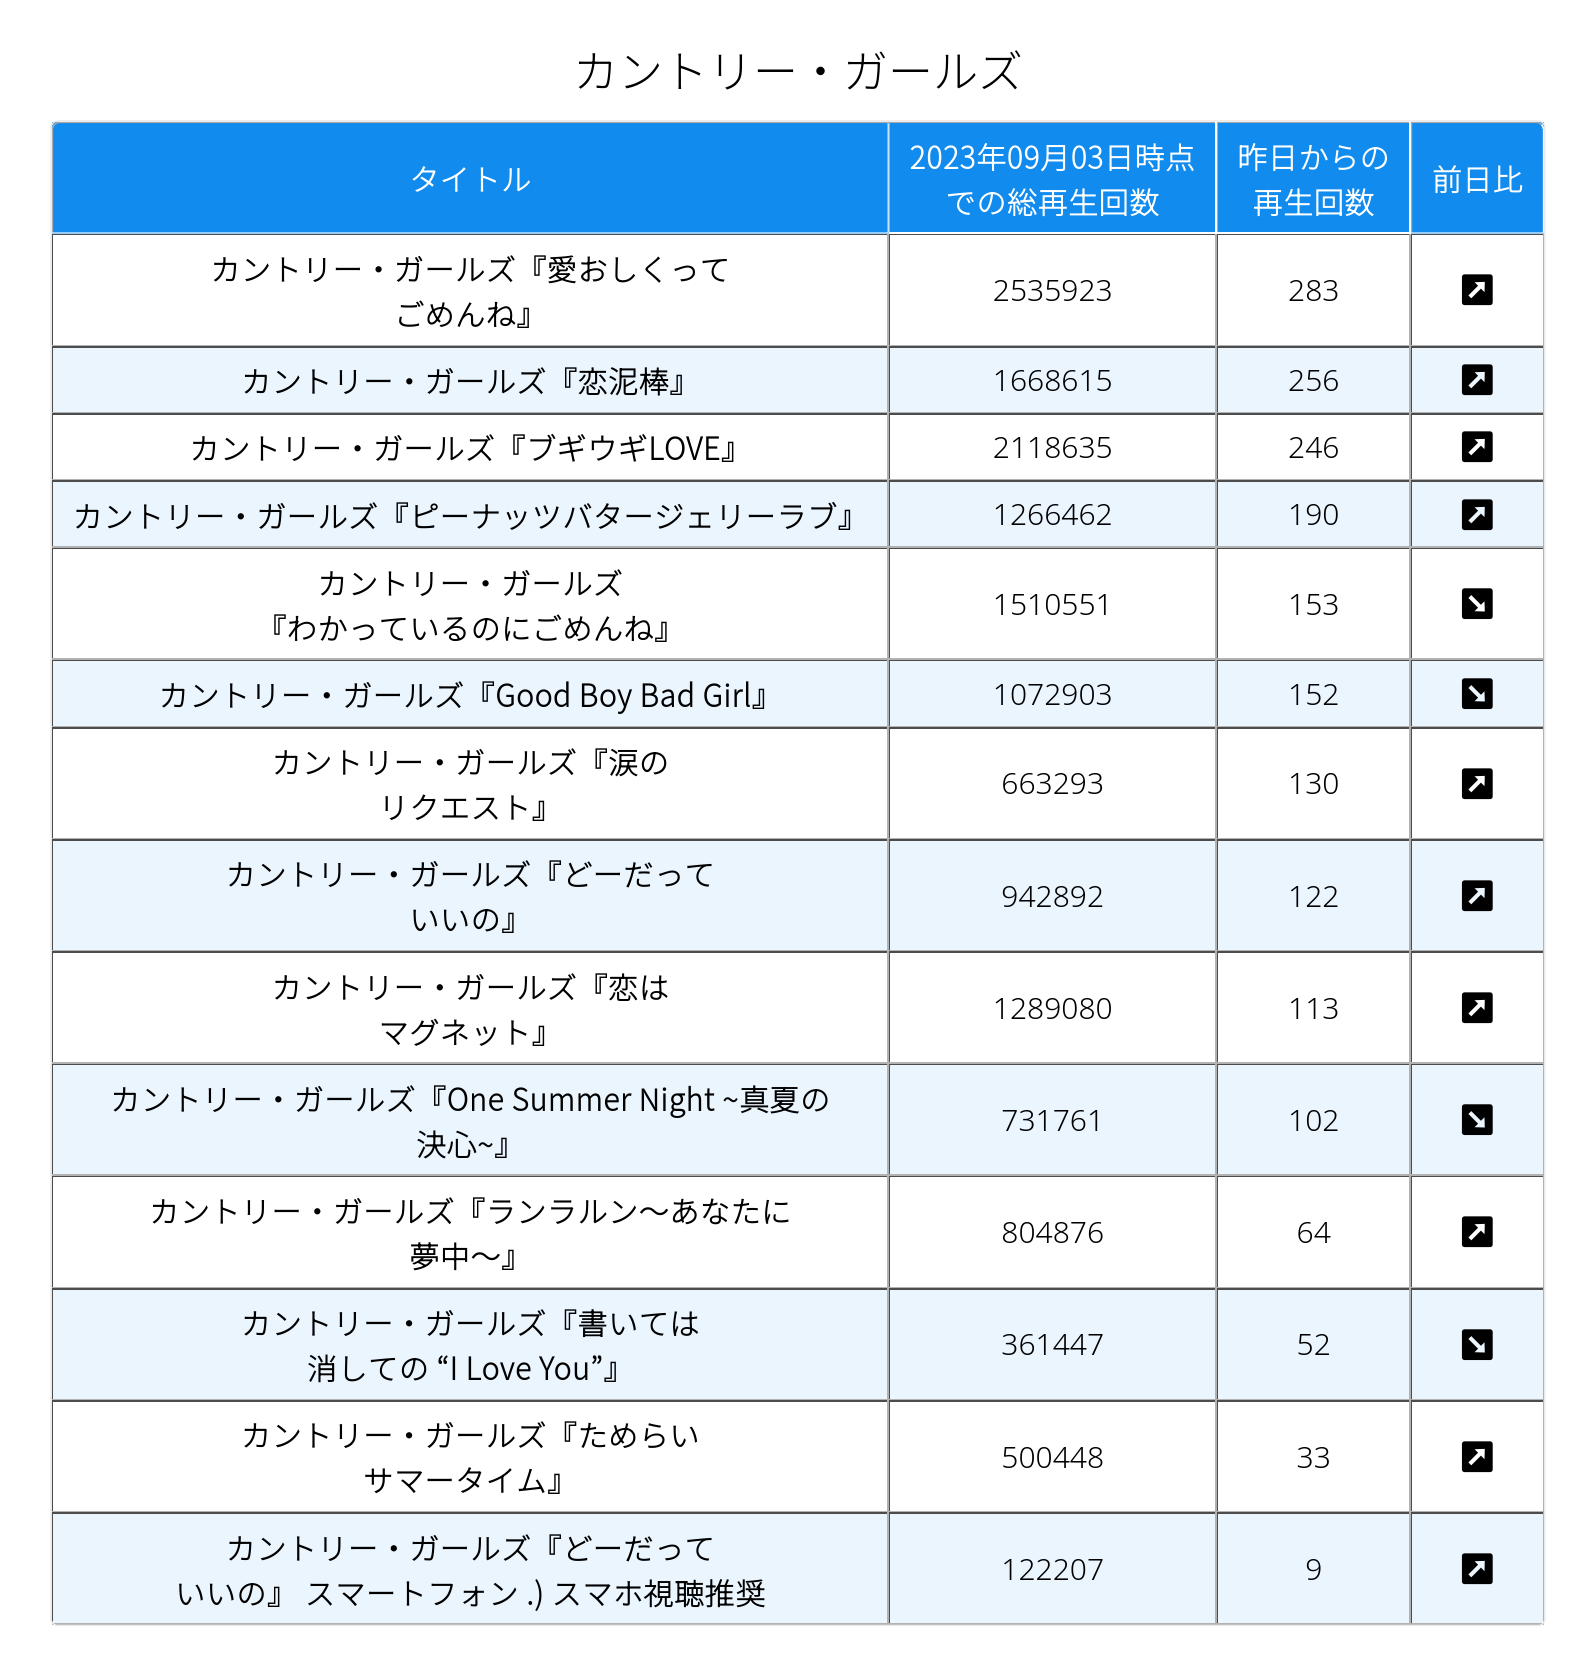 カントリー・ガールズ
タイトル
2023年09月03日時点
での総再生回数
昨日からの
再生回数
前日比
カントリー・ガールズ『愛おしくって
ごめんね』
2535923
283
カントリー・ガールズ『恋泥棒』
1668615
256
カントリー・ガールズ『ブギウギLOVE』
2118635
246
カントリー・ガールズ『ピーナッツバタージェリーラブ』
1266462
190
カントリー・ガールズ
『わかっているのにごめんね』
1510551
153
カントリー・ガールズ『Good Boy Bad Girl』
1072903
152
カントリー・ガールズ『涙の
リクエスト』
663293
130
カントリー・ガールズ『どーだって
いいの』
942892
122
カントリー・ガールズ『恋は
マグネット』
1289080
113
カントリー・ガールズ『One Summer Night ~真夏の
決心~』
731761
102
カントリー・ガールズ『ランラルン〜あなたに
夢中〜』
804876
64
カントリー・ガールズ『書いては
消しての “I Love You”』
361447
52
カントリー・ガールズ『ためらい
サマータイム』
500448
33
カントリー・ガールズ『どーだって
いいの』 スマートフォン .) スマホ視聴推奨
122207
9